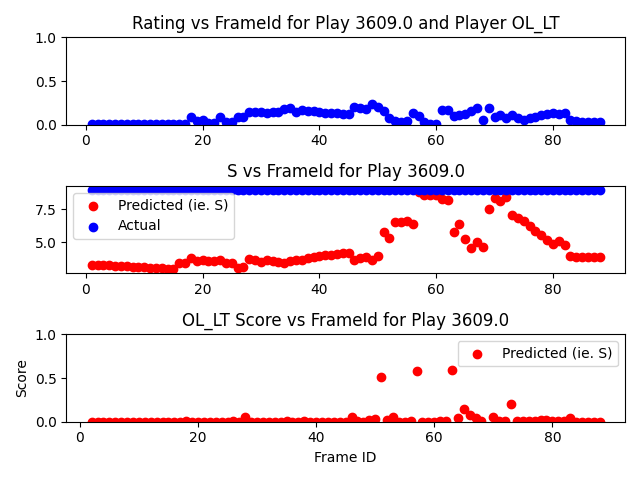 Rating vs FrameId for Play 3609.0 and Player OL_LT
1.0
0.5
0.0
0 20 40 60 80
S vs FrameId for Play 3609.0
7.5
5.0
Predicted (ie. S)
Actual
0 20 40 60 80
OL_LT Score vs FrameId for Play 3609.0
Score
1.0
0.5
0.0
Predicted (ie. S)
0 20 40 60 80
Frame ID